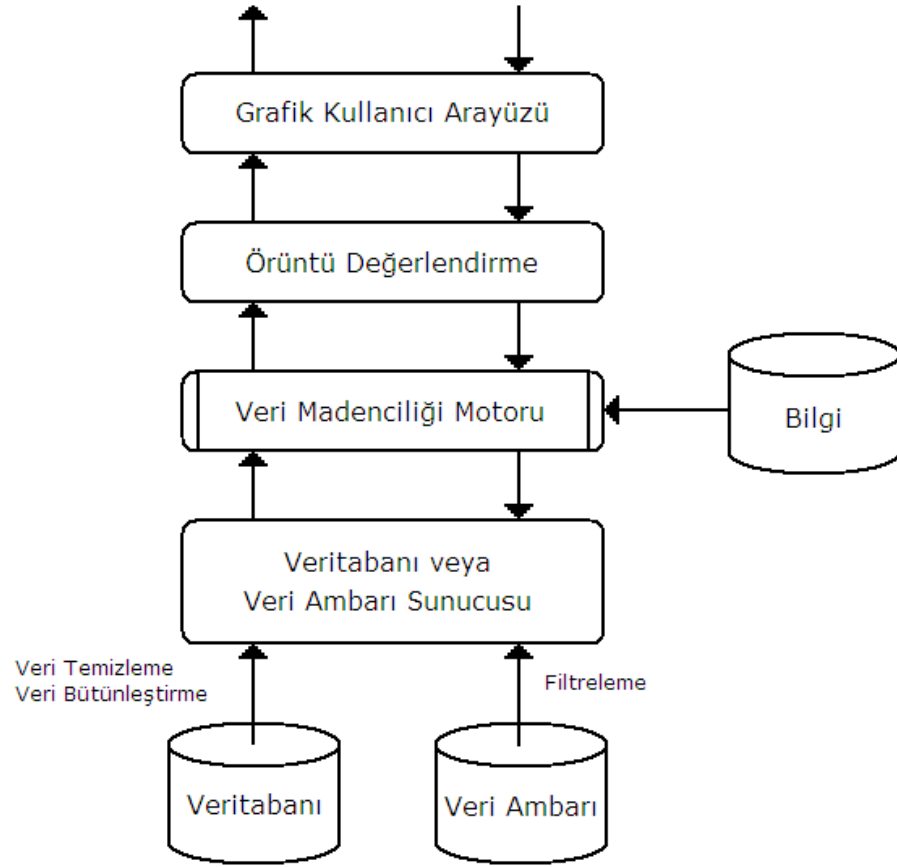 Grafik Kullanıcı Arayüzü
Örüntü Değerlendirme
Veri Madenciliği Motoru
Bilgi
Veritabanı veya
Veri Ambarı Sunucusu
Veri Temizleme
Veri Bütünleştirme
Filtreleme
Veritabanı
Veri Ambarı